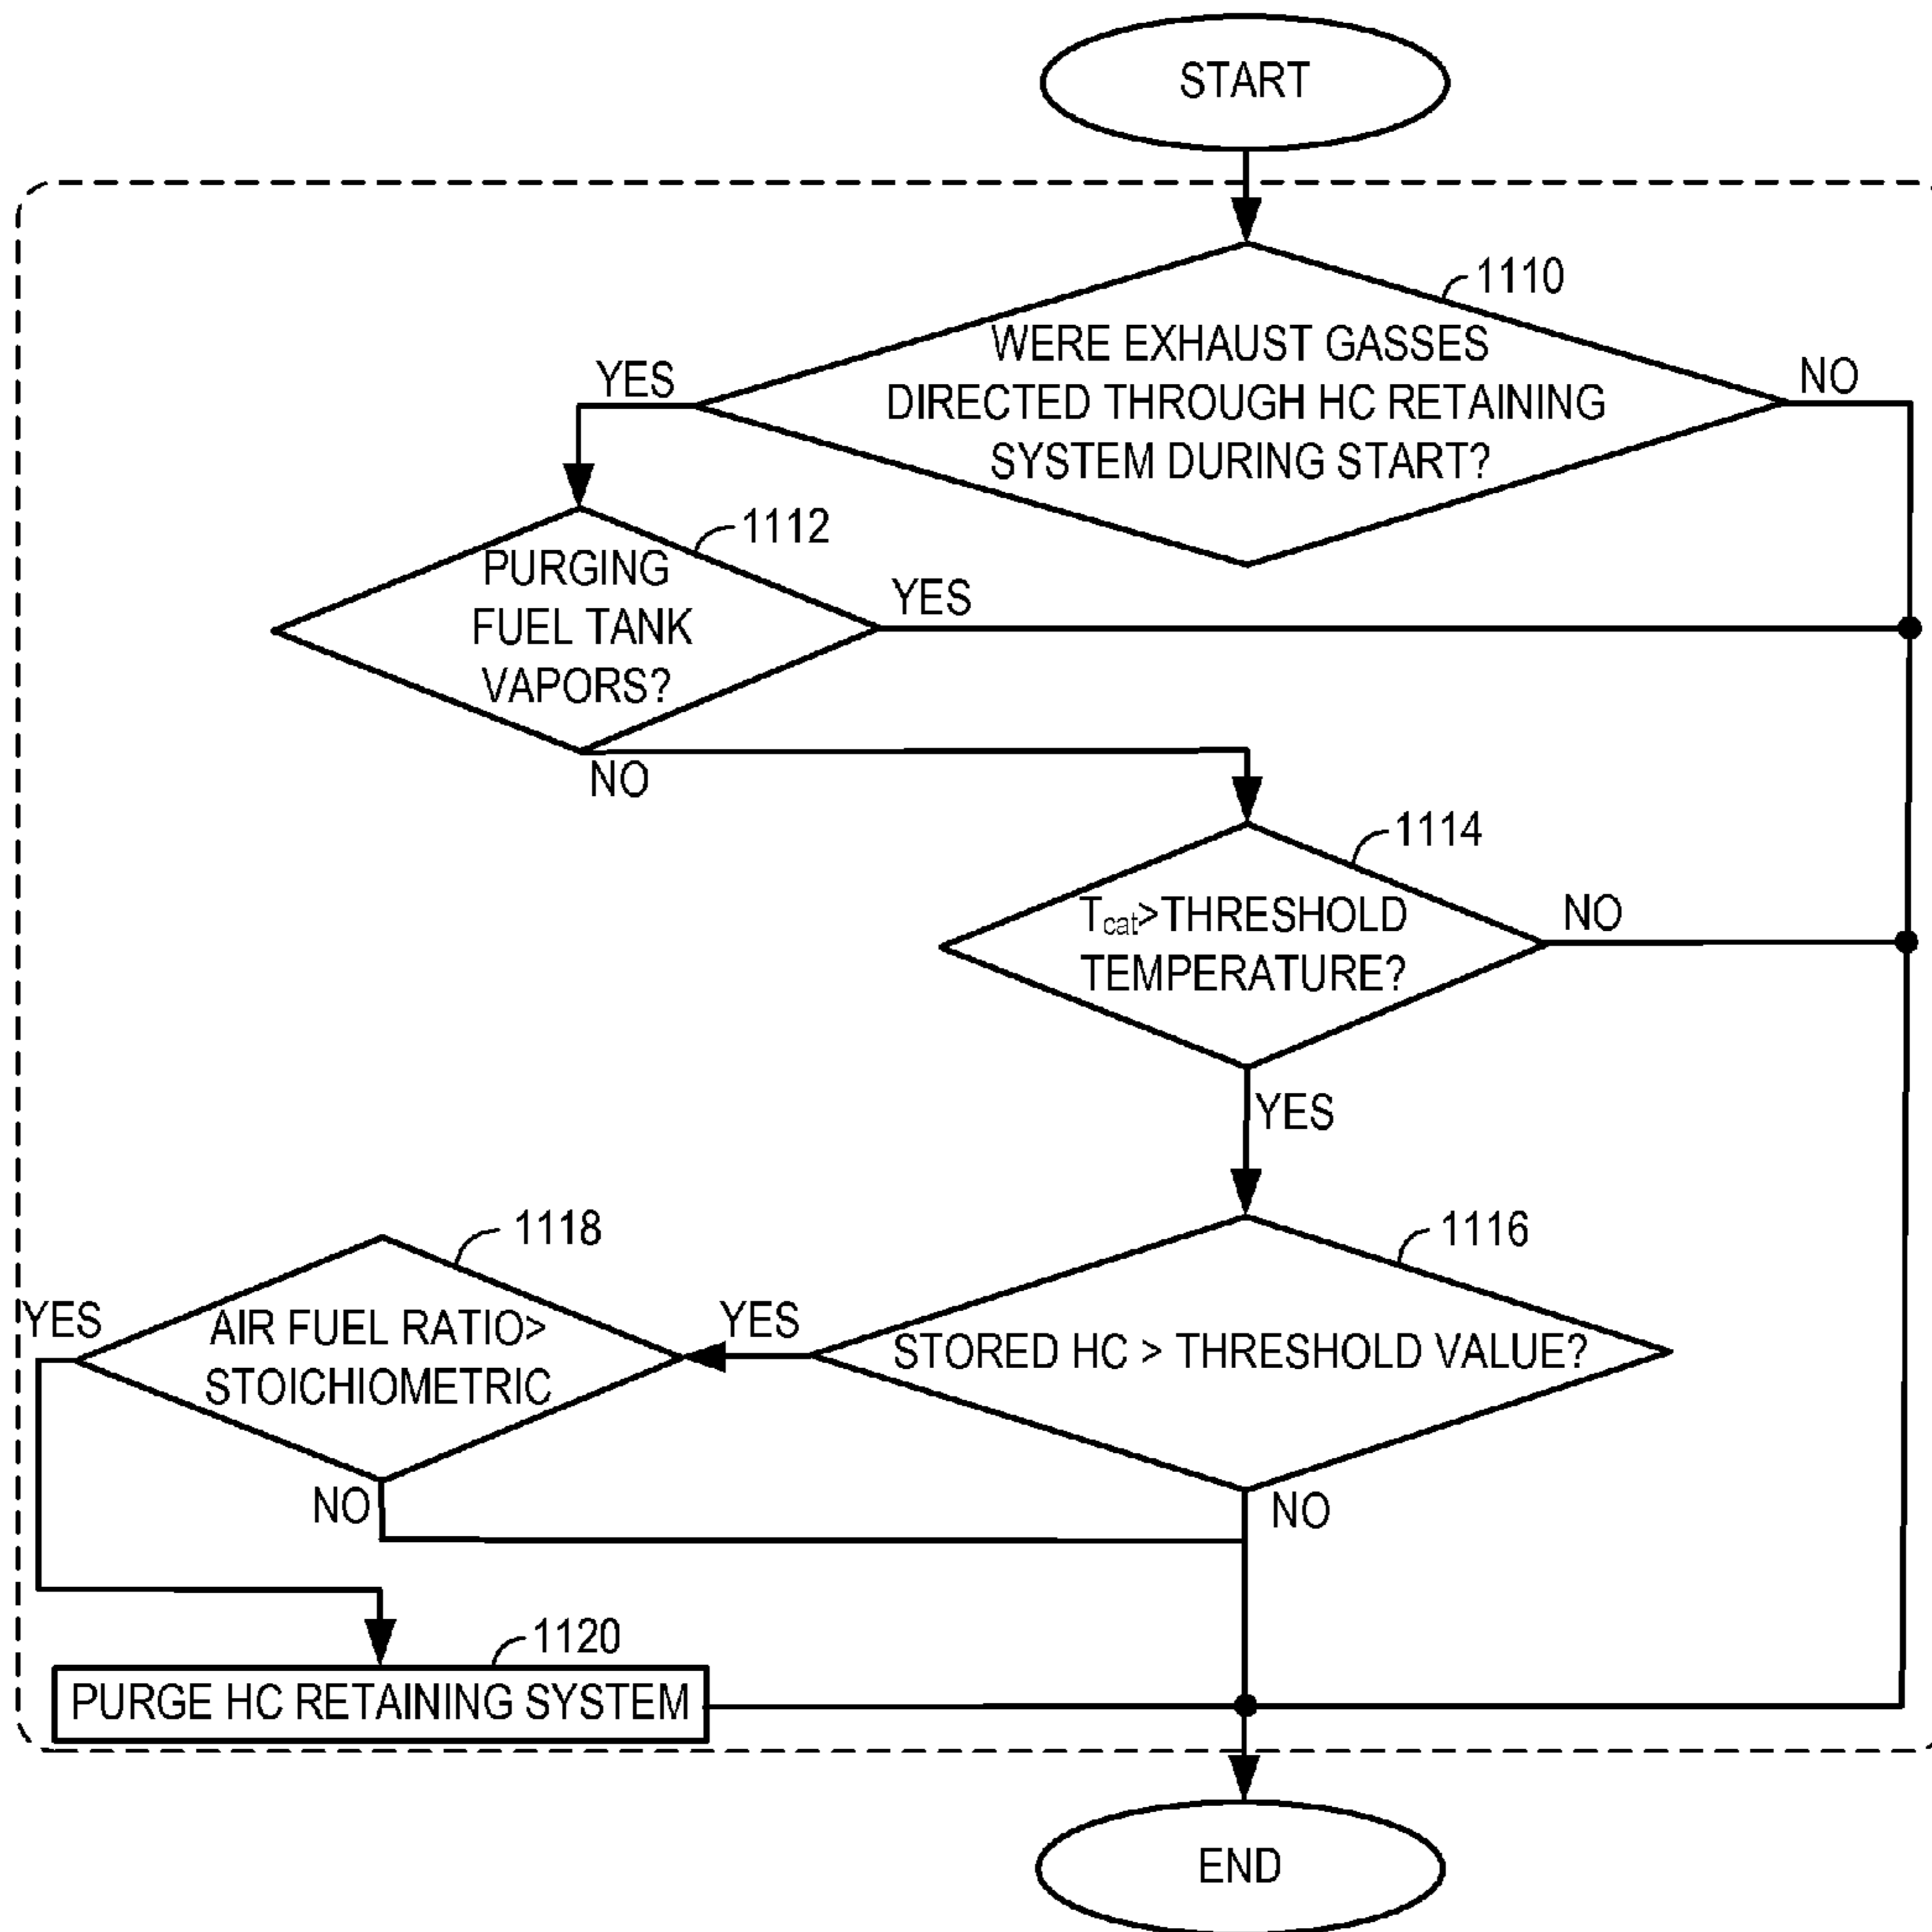 START
1110
WERE EXHAUST GASSES
DIRECTED THROUGH HC RETAINING
SYSTEM DURING START?
YES
NO
1112
PURGING
FUEL TANK
VAPORS?
YES
NO
1114
Tcat>THRESHOLD
TEMPERATURE?
NO
YES
1118
AIR FUEL RATIO>
STOICHIOMETRIC
YES
NO
1116
STORED HC > THRESHOLD VALUE?
YES
NO
1120
PURGE HC RETAINING SYSTEM
END